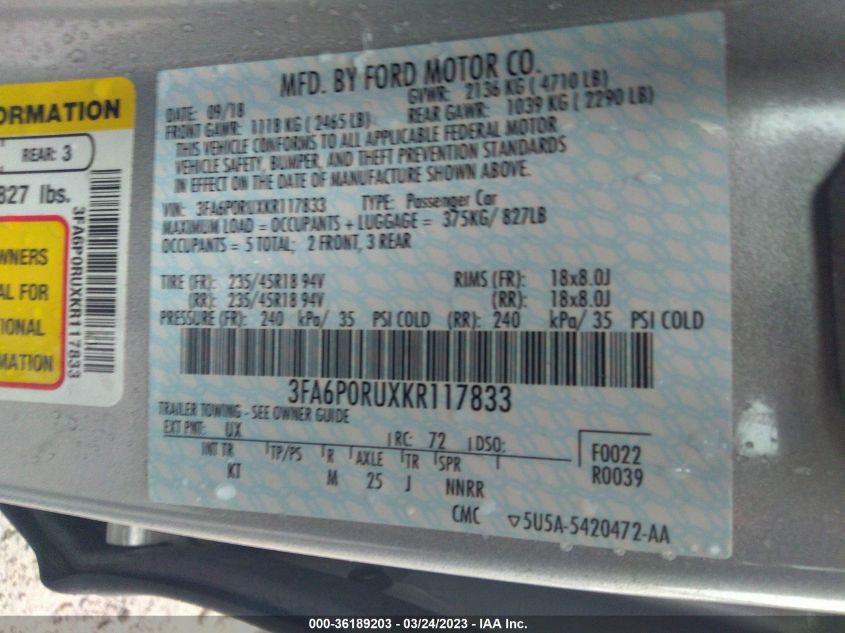 ORMATION
REAR: 3
827 lbs.
WNERS
AL FOR
IONAL
MATION
3FA6P0RUXKR117833
MFD. BY FORD MOTOR CO.
DATE: 09/18 GVWR: 2136 KG ( 4710 LB)
FRONT GAWR: 1118 KG ( 2465 LB) REAR GAWR: 1039 KG ( 2290 LB)
THIS VEHICLE CONFORMS TO ALL APPLICABLE FEDERAL MOTOR
VEHICLE SAFETY, BUMPER, AND THEFT PREVENTION STANDARDS
IN EFFECT ON THE DATE OF MANUFACTURE SHOWN ABOVE.
VIN: 3FA6P0RUXKR117833 TYPE: Passenger Car
MAXIMUM LOAD = OCCUPANTS + LUGGAGE = 375KG/ 827LB
OCCUPANTS = 5 TOTAL; 2 FRONT, 3 REAR
TIRE (FR): 235/45R18 94V RIMS (FR): 18x8.0J
(RR): 235/45R18 94V (RR): 18x8.0J
PRESSURE (FR): 240 kPa/ 35 PSI COLD (RR): 240 kPa/ 35 PSI COLD
3FA6P0RUXKR117833
TRAILER TOWING - SEE OWNER GUIDE
EXT PNT: UX RC: 72 DSO: F0022
INT TR TP/PS R AXLE TR SPR R0039
KT M 25 J NNRR
CMC ▽5U5A-5420472-AA
000-36189203 - 03/24/2023 - IAA Inc.